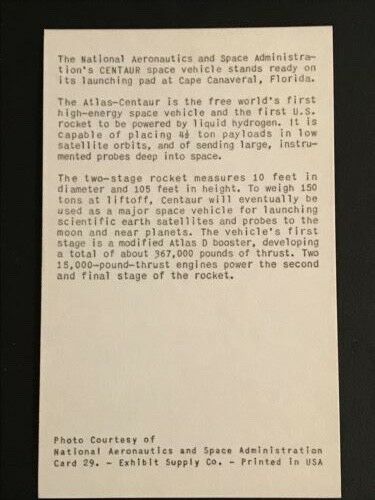 The National Aeronautics and Space Administra-
tion's CENTAUR space vehicle stands ready on
its launching pad at Cape Canaveral, Florida.
The Atlas-Centaur is the free world's first
high-energy space vehicle and the first U.S.
rocket to be powered by liquid hydrogen. It is
capable of placing 4½ ton payloads in low
satellite orbits, and of sending large, instru-
mented probes deep into space.
The two-stage rocket measures 10 feet in
diameter and 105 feet in height. To weigh 150
tons at liftoff, Centaur will eventually be
used as a major space vehicle for launching
scientific earth satellites and probes to the
moon and near planets. The vehicle's first
stage is a modified Atlas D booster, developing
a total of about 367,000 pounds of thrust. Two
15,000-pound-thrust engines power the second
and final stage of the rocket.
Photo Courtesy of
National Aeronautics and Space Administration
Card 29. - Exhibit Supply Co. - Printed in USA